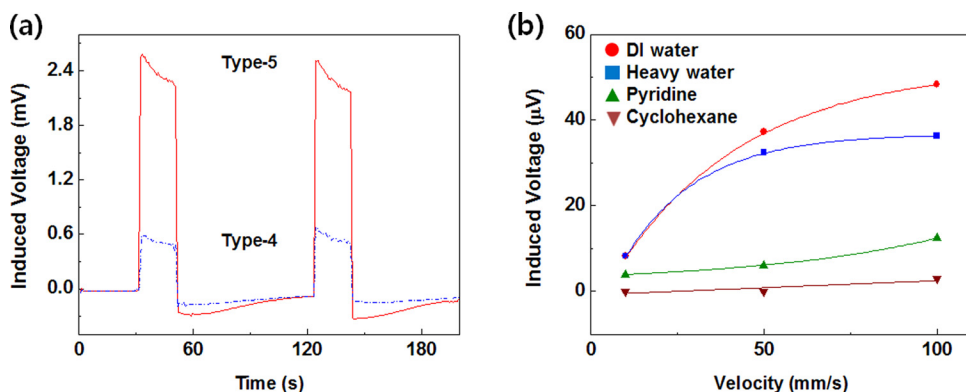 (a)
Induced Voltage (mV)
2.4
1.8
1.2
0.6
0.0
Type-5
Type-4
0
60
120
180
Time (s)
(b)
Induced Voltage (μV)
60
40
20
0
DI water
Heavy water
Pyridine
Cyclohexane
0
50
100
Velocity (mm/s)